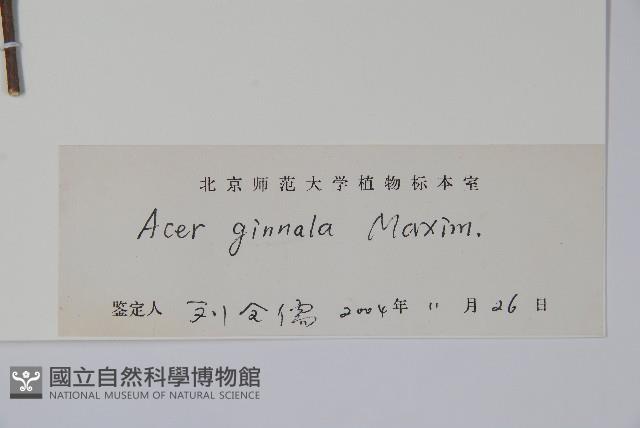 北京师范大学植物标本室
Acer ginnala Maxim.
鉴定人 刘全儒 2004年 11 月 26 日
國立自然科學博物館
NATIONAL MUSEUM OF NATURAL SCIENCE